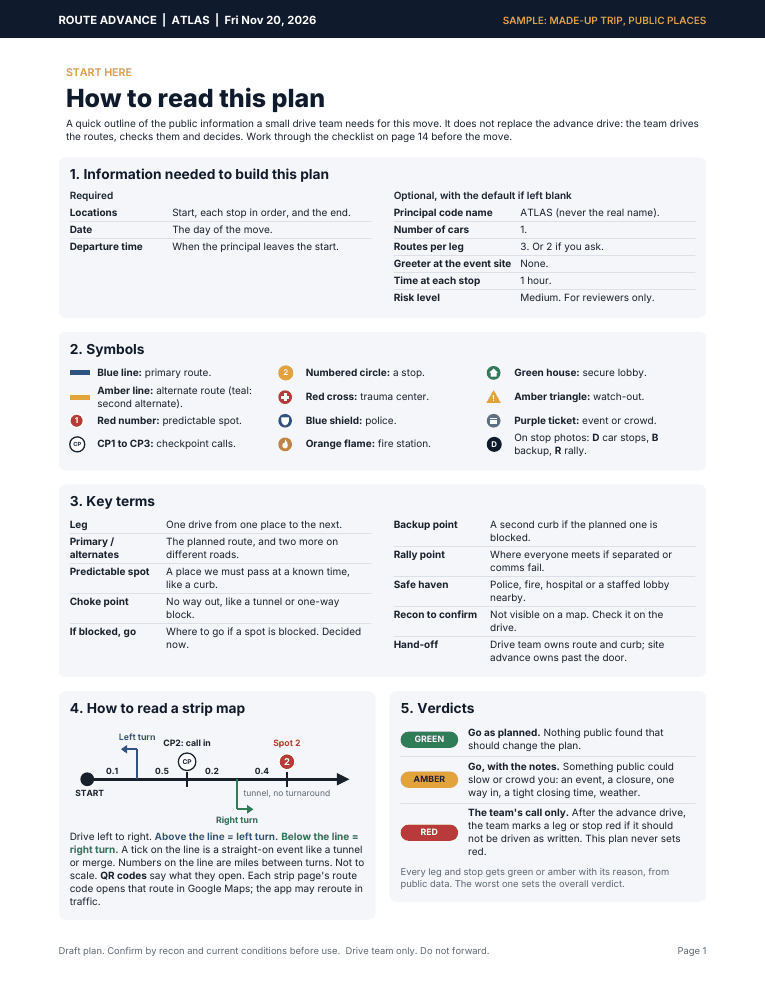 ROUTE ADVANCE | ATLAS | Fri Nov 20, 2026
SAMPLE: MADE-UP TRIP, PUBLIC PLACES
START HERE
How to read this plan
A quick outline of the public information a small drive team needs for this move. It does not replace the advance drive: the team drives
the routes, checks them and decides. Work through the checklist on page 14 before the move.
1. Information needed to build this plan
Required
Locations Start, each stop in order, and the end.
Date The day of the move.
Departure time When the principal leaves the start.
Optional, with the default if left blank
Principal code name ATLAS (never the real name).
Number of cars 1.
Routes per leg 3. Or 2 if you ask.
Greeter at the event site None.
Time at each stop 1 hour.
Risk level Medium. For reviewers only.
2. Symbols
Blue line: primary route.
Amber line: alternate route (teal:
second alternate).
1 Red number: predictable spot.
CP CP1 to CP3: checkpoint calls.
2 Numbered circle: a stop.
Red cross: trauma center.
Blue shield: police.
Orange flame: fire station.
Green house: secure lobby.
! Amber triangle: watch-out.
Purple ticket: event or crowd.
D On stop photos: D car stops, B
backup, R rally.
3. Key terms
Leg One drive from one place to the next.
Primary / The planned route, and two more on
alternates different roads.
Predictable spot A place we must pass at a known time,
like a curb.
Choke point No way out, like a tunnel or one-way
block.
If blocked, go Where to go if a spot is blocked. Decided
now.
Backup point A second curb if the planned one is
blocked.
Rally point Where everyone meets if separated or
comms fail.
Safe haven Police, fire, hospital or a staffed lobby
nearby.
Recon to confirm Not visible on a map. Check it on the
drive.
Hand-off Drive team owns route and curb; site
advance owns past the door.
4. How to read a strip map
Left turn
CP2: call in
Spot 2
CP
2
0.1 0.5 0.2 0.4
START
tunnel, no turnaround
Right turn
Drive left to right. Above the line = left turn. Below the line =
right turn. A tick on the line is a straight-on event like a tunnel
or merge. Numbers on the line are miles between turns. Not to
scale. QR codes say what they open. Each strip page's route
code opens that route in Google Maps; the app may reroute in
traffic.
5. Verdicts
GREEN
Go as planned. Nothing public found that
should change the plan.
AMBER
Go, with the notes. Something public could
slow or crowd you: an event, a closure, one
way in, a tight closing time, weather.
RED
The team's call only. After the advance drive,
the team marks a leg or stop red if it should
not be driven as written. This plan never sets
red.
Every leg and stop gets green or amber with its reason, from
public data. The worst one sets the overall verdict.
Draft plan. Confirm by recon and current conditions before use. Drive team only. Do not forward.
Page 1